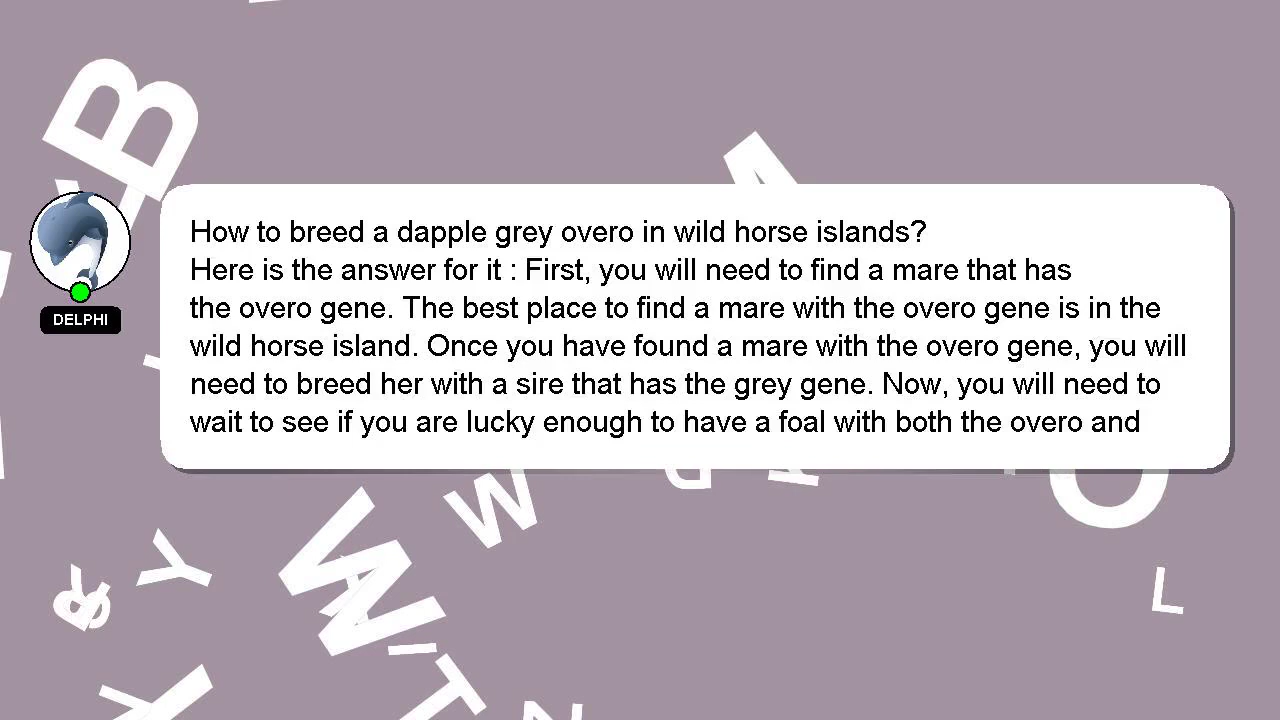 How to breed a dapple grey overo in wild horse islands?
Here is the answer for it : First, you will need to find a mare that has
the overo gene. The best place to find a mare with the overo gene is in the
wild horse island. Once you have found a mare with the overo gene, you will
need to breed her with a sire that has the grey gene. Now, you will need to
wait to see if you are lucky enough to have a foal with both the overo and
DELPHI
B
W
W
O
Y
L
T